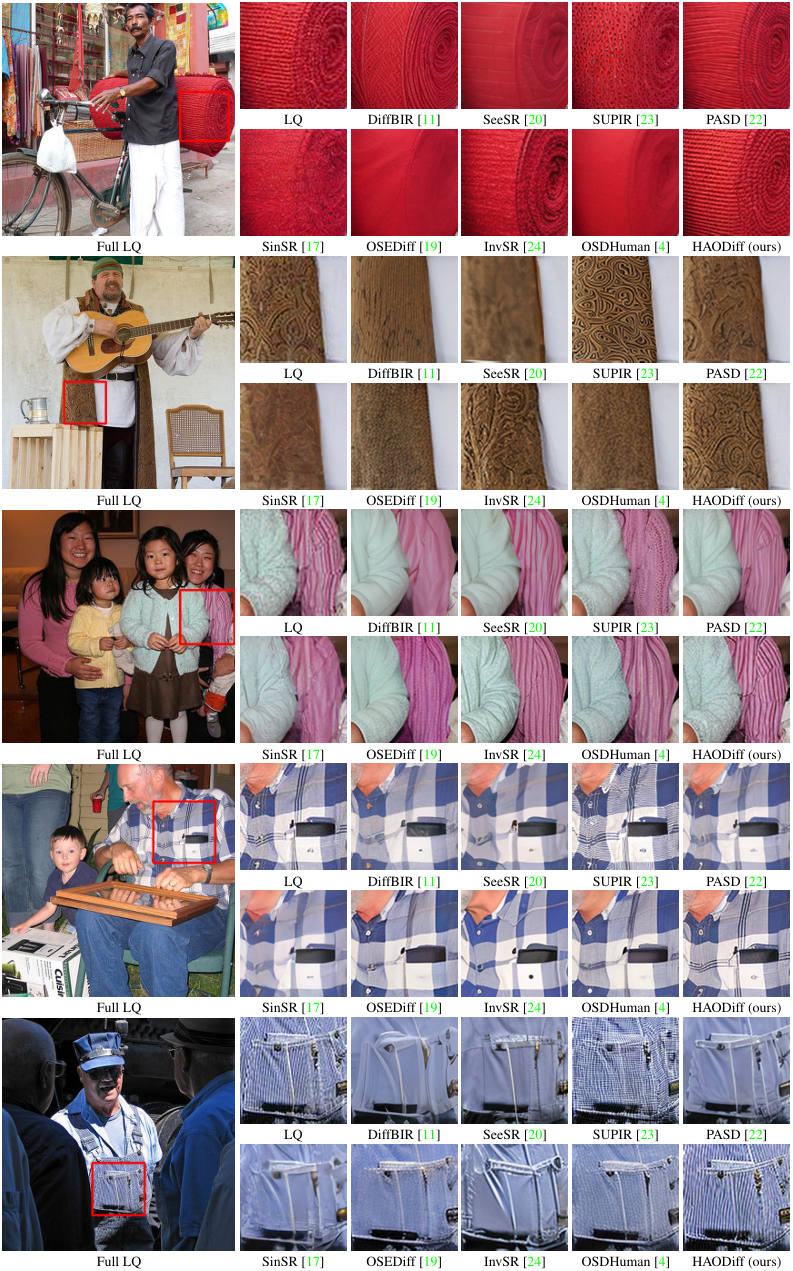 LQ DiffBIR [11] SeeSR [20] SUPIR [23] PASD [22]
Full LQ SinSR [17] OSEDiff [19] InvSR [24] OSDHuman [4] HAODiff (ours)
LQ DiffBIR [11] SeeSR [20] SUPIR [23] PASD [22]
Full LQ SinSR [17] OSEDiff [19] InvSR [24] OSDHuman [4] HAODiff (ours)
LQ DiffBIR [11] SeeSR [20] SUPIR [23] PASD [22]
Full LQ SinSR [17] OSEDiff [19] InvSR [24] OSDHuman [4] HAODiff (ours)
LQ DiffBIR [11] SeeSR [20] SUPIR [23] PASD [22]
Cuisin
Full LQ SinSR [17] OSEDiff [19] InvSR [24] OSDHuman [4] HAODiff (ours)
LQ DiffBIR [11] SeeSR [20] SUPIR [23] PASD [22]
Full LQ SinSR [17] OSEDiff [19] InvSR [24] OSDHuman [4] HAODiff (ours)